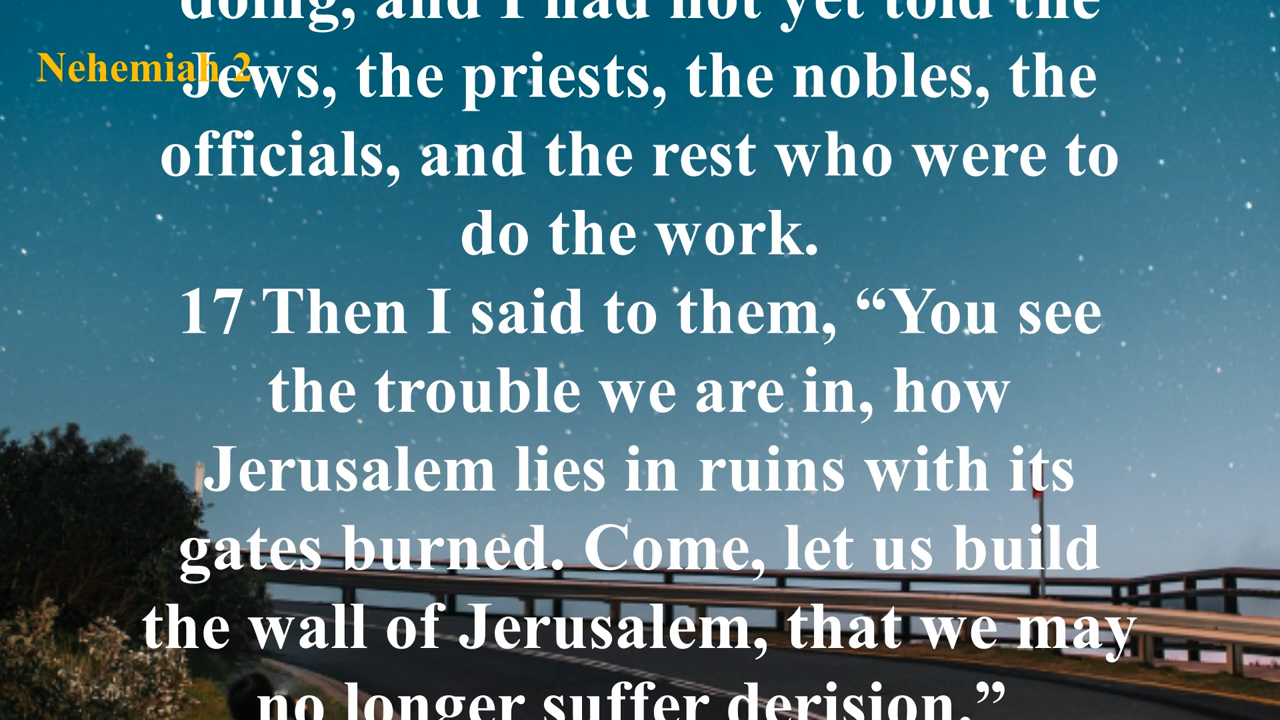 doing, and I had not yet told the
Nehemiah 2
Jews, the priests, the nobles, the
officials, and the rest who were to
do the work.
17 Then I said to them, “You see
the trouble we are in, how
Jerusalem lies in ruins with its
gates burned. Come, let us build
the wall of Jerusalem, that we may
no longer suffer derision.”